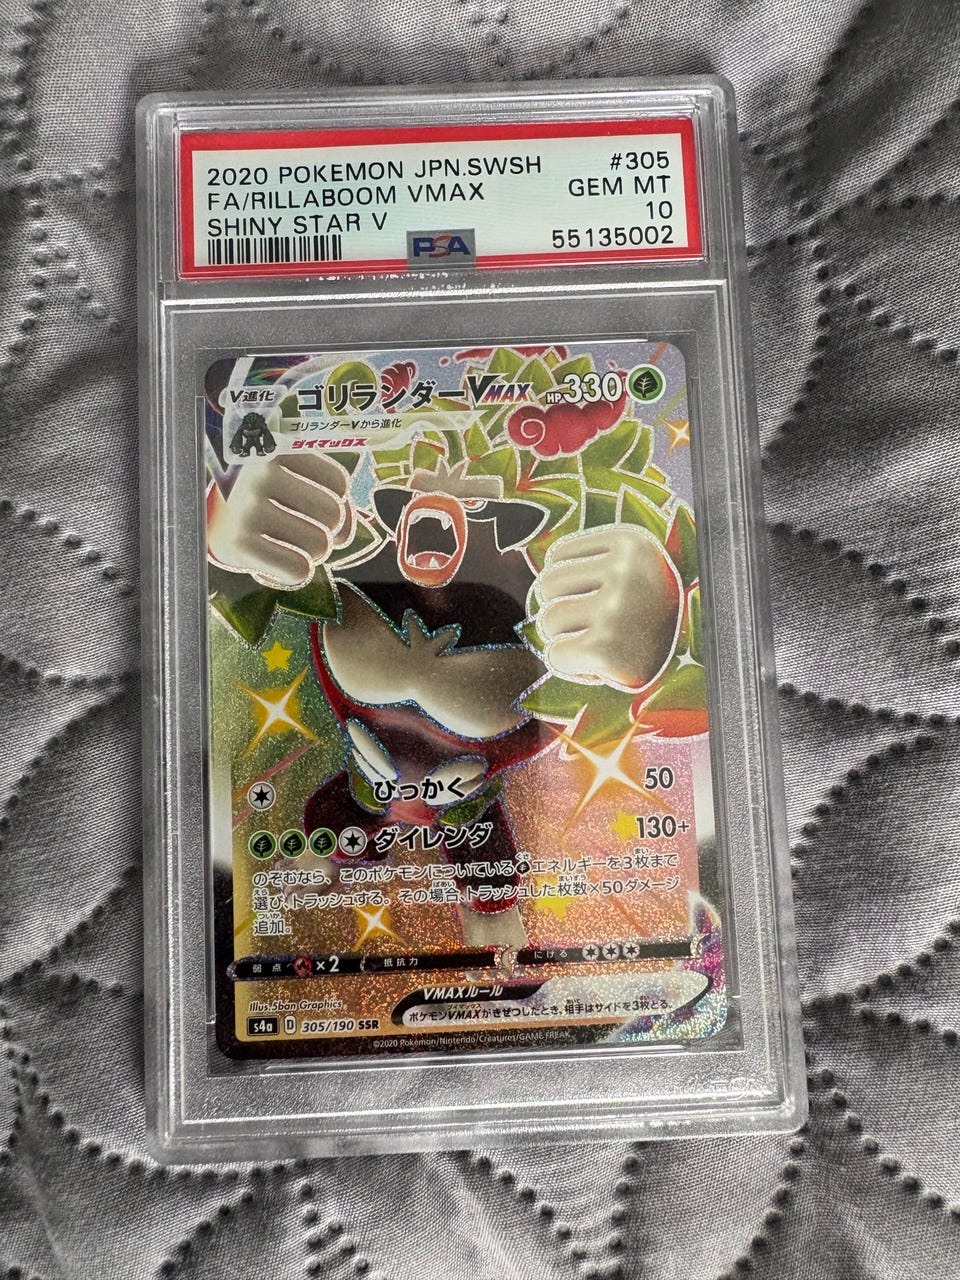 2020 POKEMON JPN.SWSH #305
FA/RILLABOOM VMAX GEM MT
SHINY STAR V 10
PSA 55135002
V進化 ゴリランダーVMAX HP330
ゴリランダーVから進化
ダイマックス
ひっかく 50
ダイレンダ 130+
のぞむなら、このポケモンについているエネルギーを3枚まで
選び、トラッシュする。その場合、トラッシュした枚数×50ダメージ
追加。
弱点 ×2 抵抗力 にげる
VMAXルール
ポケモンVMAXがきぜつしたとき、相手はサイドを3枚とる。
Illus. 5ban Graphics
s4a D 305/190 SSR
©2020 Pokémon/Nintendo/Creatures/GAME FREAK.